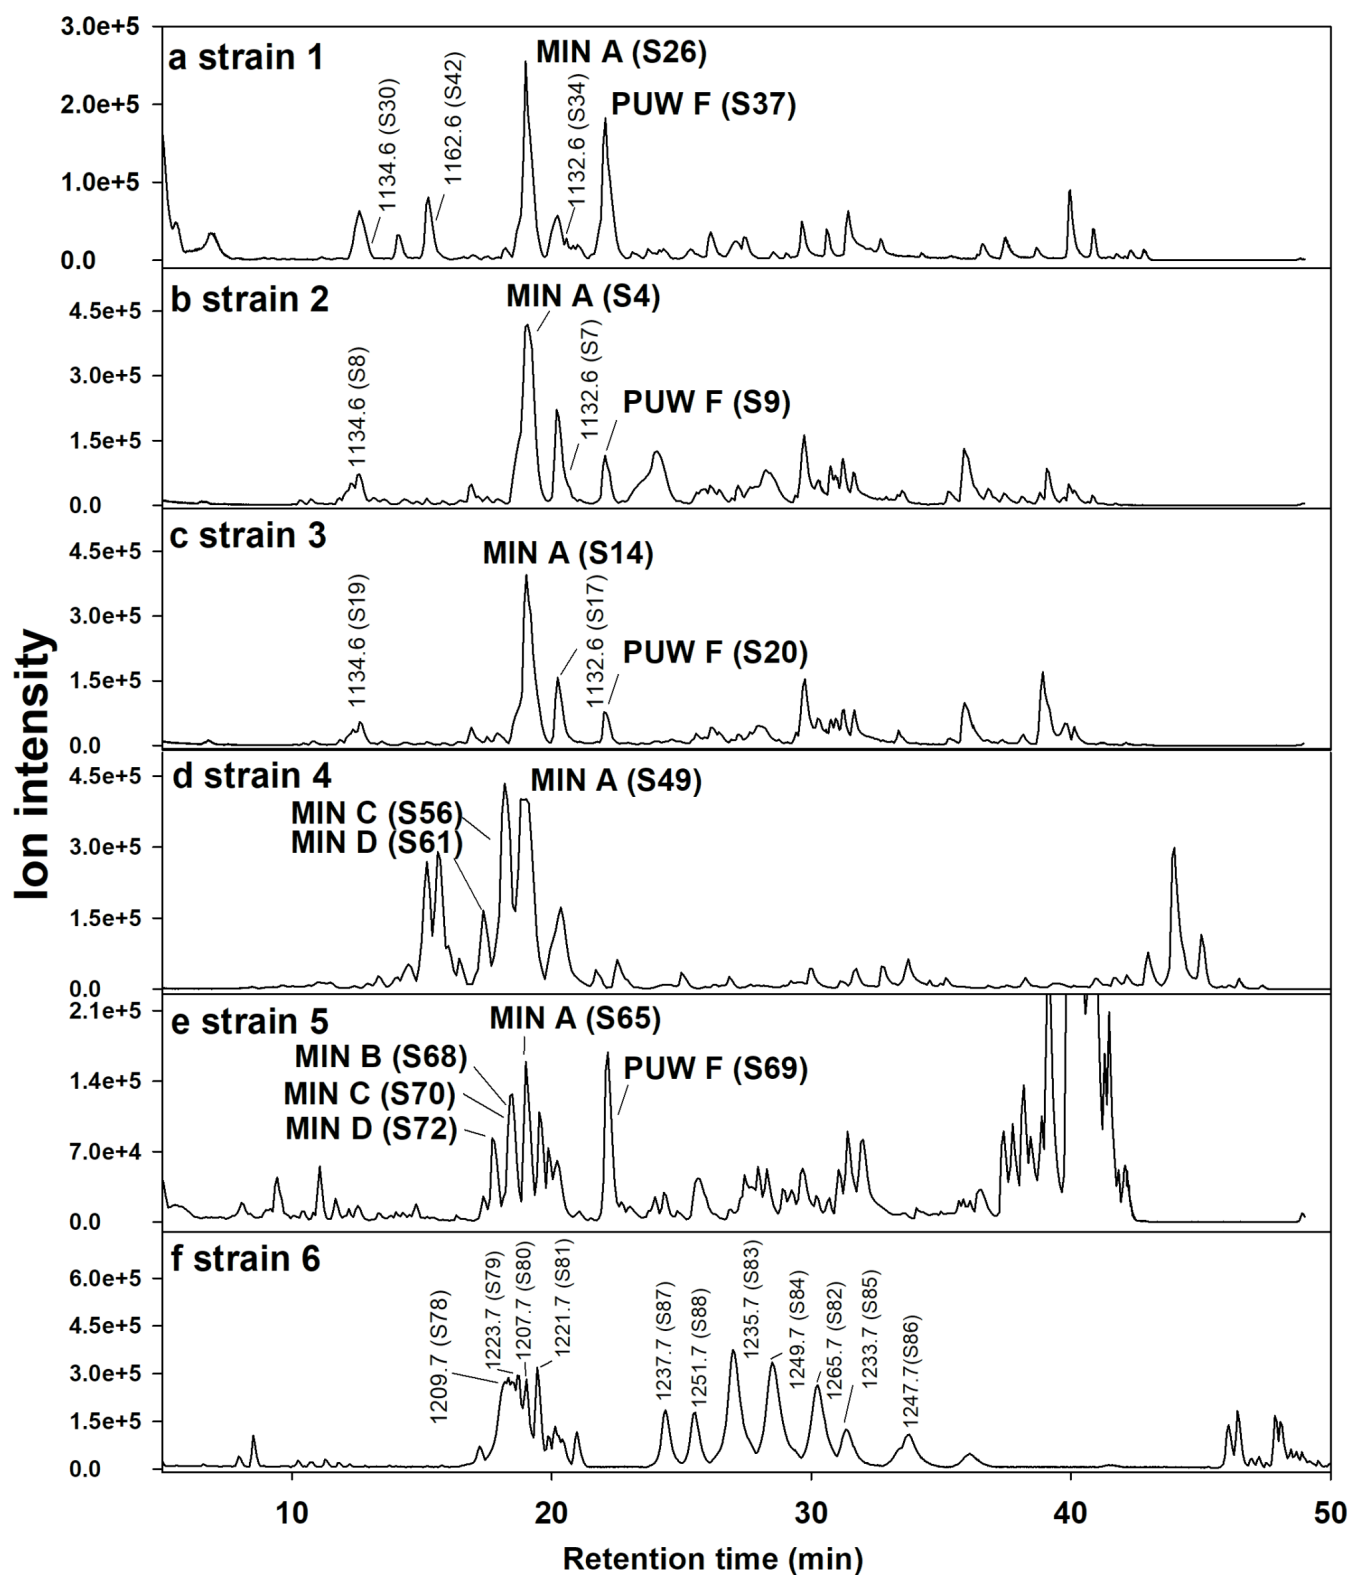 Ion intensity
3.0e+5
2.0e+5
1.0e+5
0.0
a strain 1
1134.6 (S30)
1162.6 (S42)
MIN A (S26)
1132.6 (S34)
PUW F (S37)
4.5e+5
3.0e+5
1.5e+5
0.0
b strain 2
1134.6 (S8)
MIN A (S4)
1132.6 (S7)
PUW F (S9)
4.5e+5
3.0e+5
1.5e+5
0.0
c strain 3
1134.6 (S19)
MIN A (S14)
1132.6 (S17)
PUW F (S20)
4.5e+5
3.0e+5
1.5e+5
0.0
d strain 4
MIN A (S49)
MIN C (S56)
MIN D (S61)
2.1e+5
1.4e+5
7.0e+4
0.0
e strain 5
MIN A (S65)
MIN B (S68)
MIN C (S70)
MIN D (S72)
PUW F (S69)
6.0e+5
4.5e+5
3.0e+5
1.5e+5
0.0
f strain 6
1209.7 (S78)
1223.7 (S79)
1207.7 (S80)
1221.7 (S81)
1237.7 (S87)
1251.7 (S88)
1235.7 (S83)
1249.7 (S84)
1265.7 (S82)
1233.7 (S85)
1247.7(S86)
10
20
30
40
50
Retention time (min)